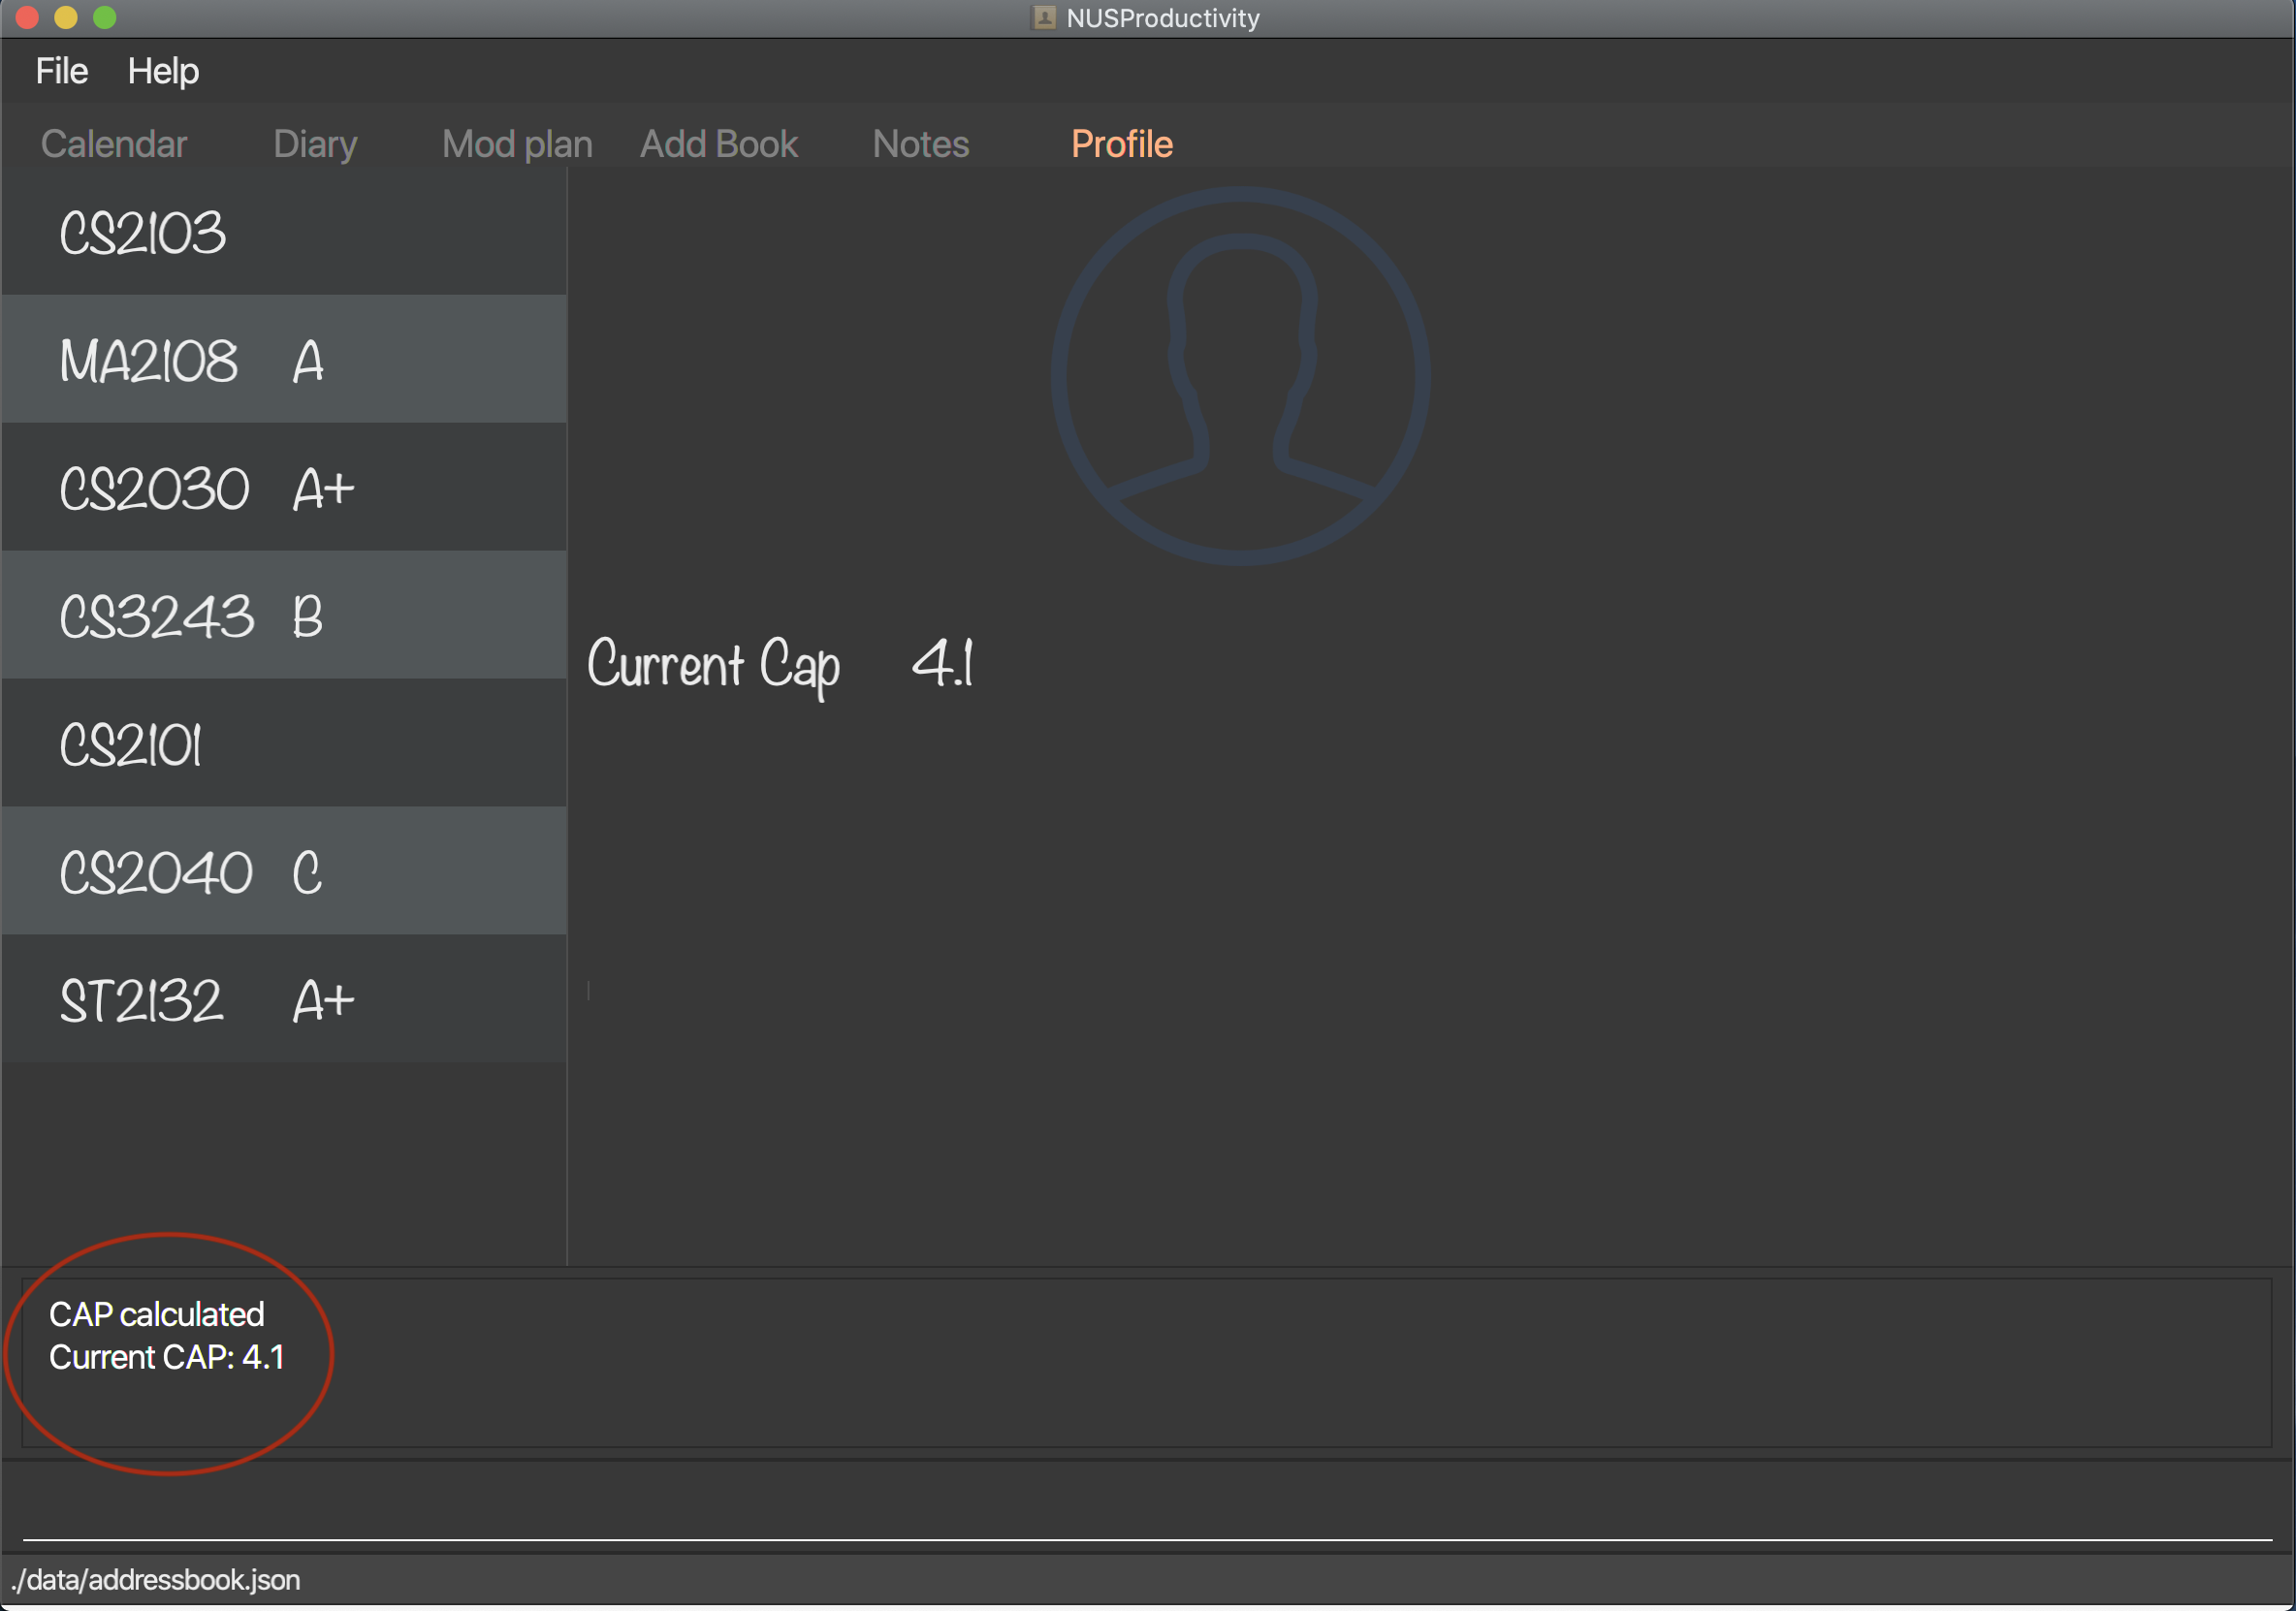 NUSProductivity
File Help
Calendar Diary Mod plan Add Book Notes Profile
CS2103
MA2108 A
CS2030 A+
CS3243 B
CS2101
CS2040 C
ST2132 A+
Current Cap 4.1
CAP calculated
Current CAP: 4.1
./data/addressbook.json